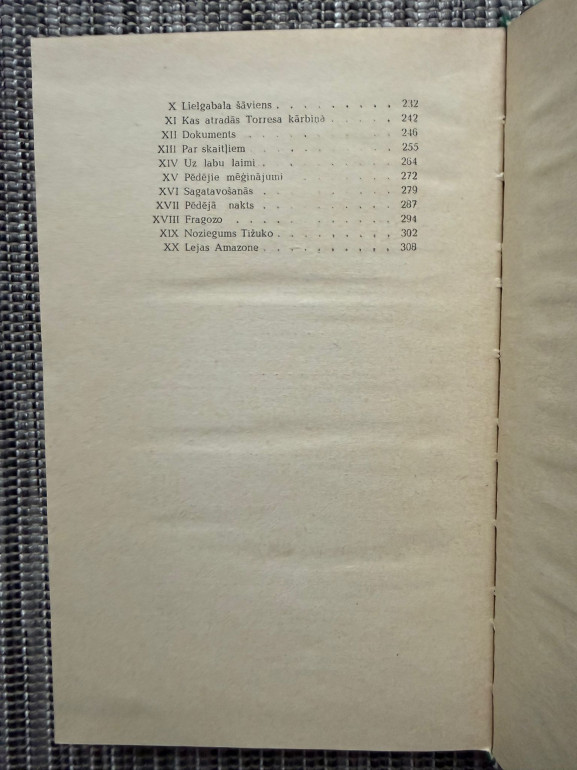 X Lielgabala šāviens . . . . . . . . . 232
XI Kas atradās Torresa kārbiņā . . . . . 242
XII Dokuments . . . . . . . . . . 246
XIII Par skaitļiem . . . . . . . . . . 255
XIV Uz labu laimi . . . . . . . . . . 264
XV Pēdējie mēģinājumi . . . . . . . . 272
XVI Sagatavošanās . . . . . . . . . . 279
XVII Pēdējā nakts . . . . . . . . . . 287
XVIII Fragozo . . . . . . . . . . . 294
XIX Noziegums Tižuko . . . . . . . . . 302
XX Lejas Amazone . . . . . . . . . . 308